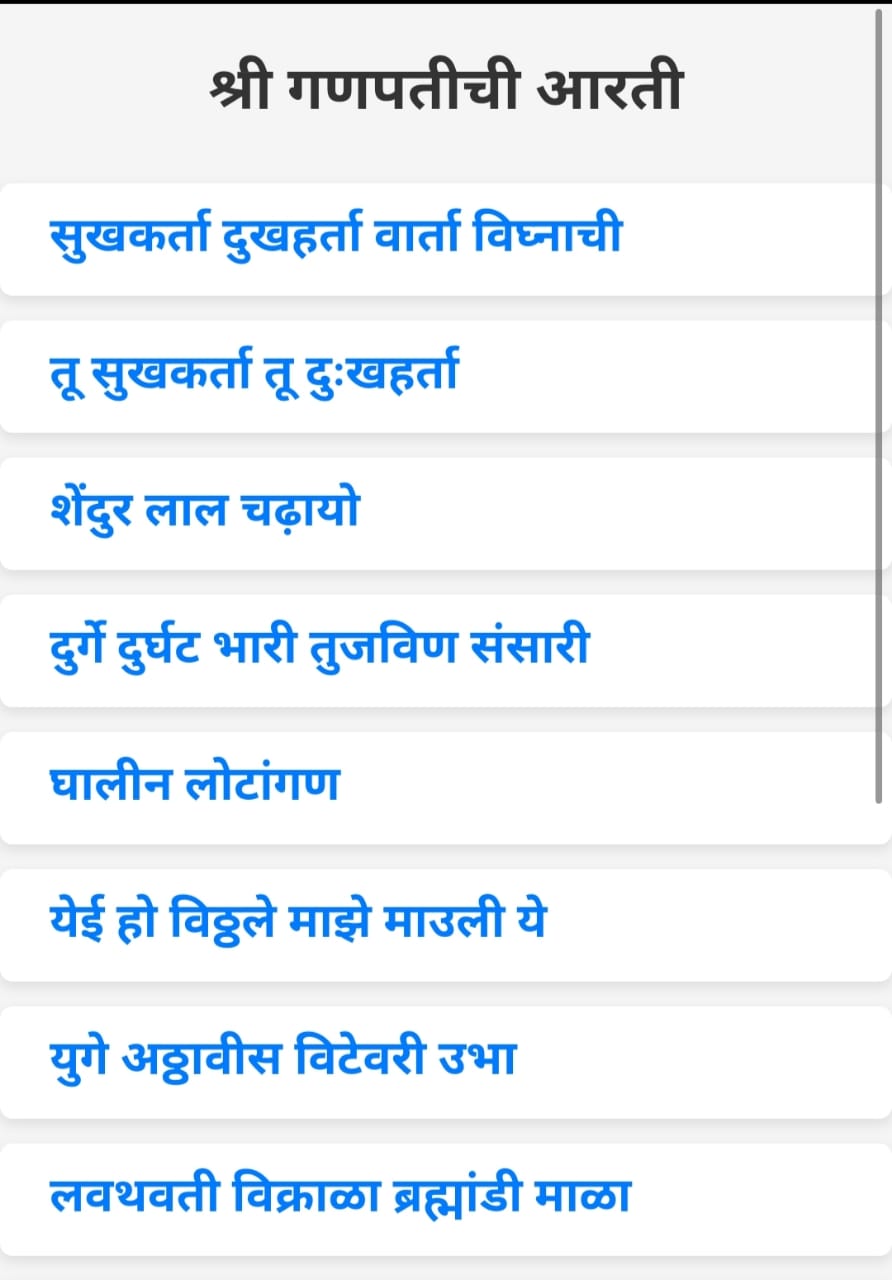 श्री गणपतीची आरती
सुखकर्ता दुखहर्ता वार्ता विघ्नाची
तू सुखकर्ता तू दुःखहर्ता
शेंदुर लाल चढ़ायो
दुर्गे दुर्घट भारी तुजविण संसारी
घालीन लोटांगण
येई हो विठ्ठले माझे माउली ये
युगे अठ्ठावीस विटेवरी उभा
लवथवती विक्राळा ब्रह्मांडी माळा